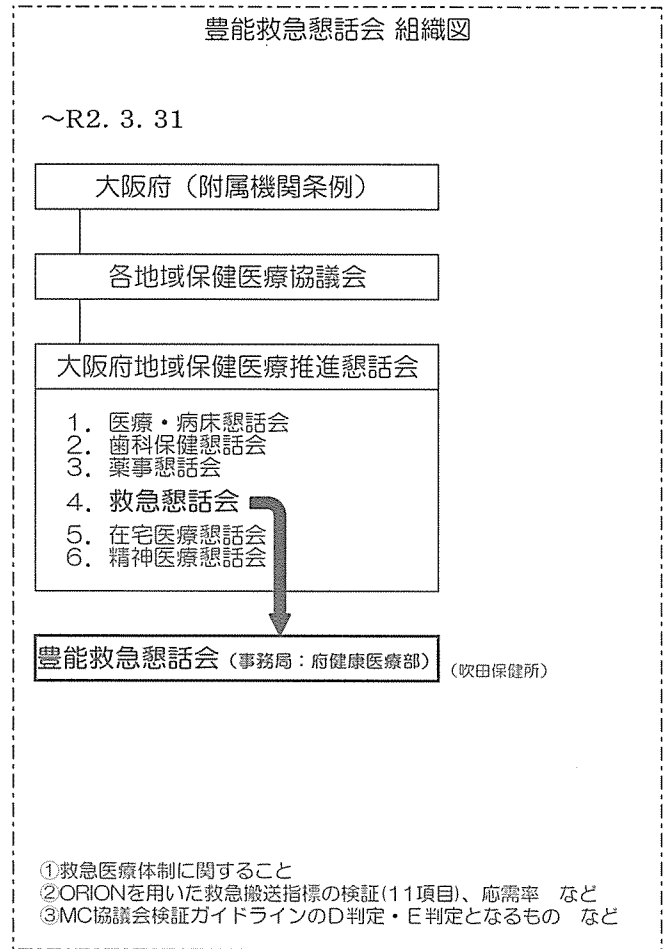 豊能救急懇話会 組織図
～R2. 3. 31
大阪府（附属機関条例）
各地域保健医療協議会
大阪府地域保健医療推進懇話会
1．医療・病床懇話会
2．歯科保健懇話会
3．薬事懇話会
4．救急懇話会
5．在宅医療懇話会
6．精神医療懇話会
豊能救急懇話会（事務局：府健康医療部）
（吹田保健所）
①救急医療体制に関すること
②ORIONを用いた救急搬送指標の検証(11項目)、応需率　など
③MC協議会検証ガイドラインのD判定・E判定となるもの　など